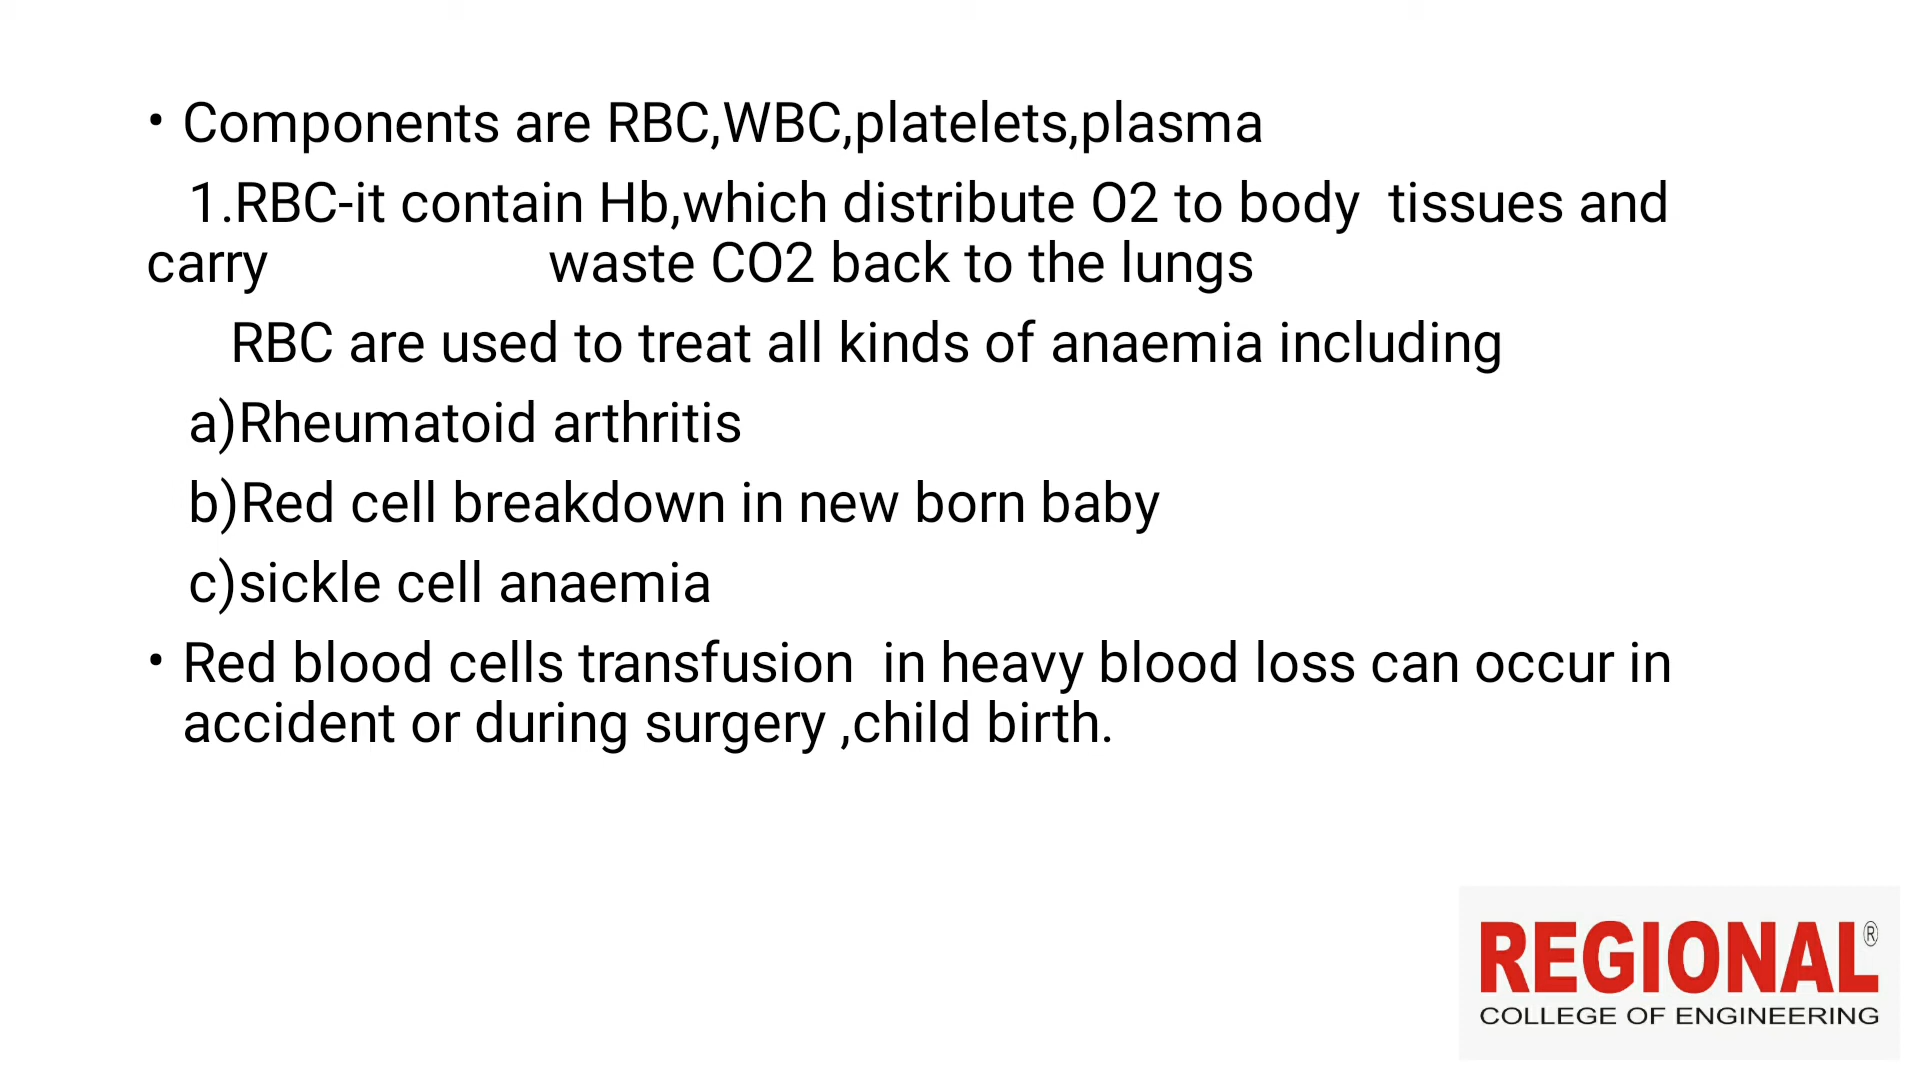 • Components are RBC,WBC,platelets,plasma
1.RBC-it contain Hb,which distribute O2 to body  tissues and
carry                    waste CO2 back to the lungs
RBC are used to treat all kinds of anaemia including
a)Rheumatoid arthritis
b)Red cell breakdown in new born baby
c)sickle cell anaemia
• Red blood cells transfusion  in heavy blood loss can occur in
accident or during surgery ,child birth.
REGIONAL®
COLLEGE OF ENGINEERING